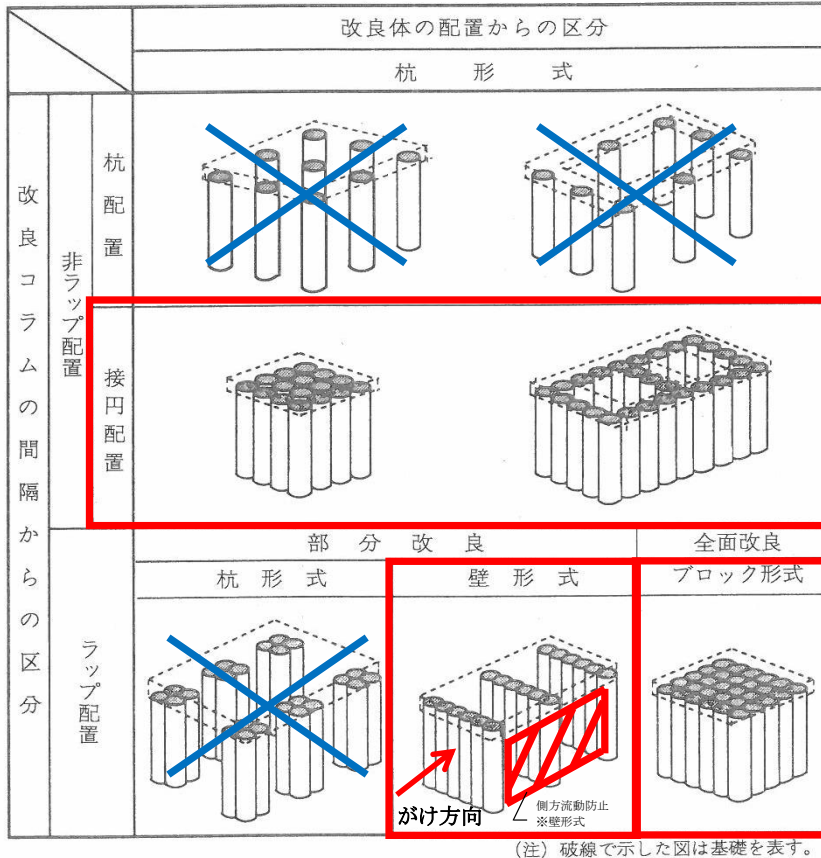 改良体の配置からの区分
杭形式
改良コラムの間隔からの区分
非ラップ配置
杭配置
接円配置
ラップ配置
部分改良
全面改良
杭形式
壁形式
ブロック形式
がけ方向
側方流動防止
※壁形式
(注) 破線で示した図は基礎を表す。